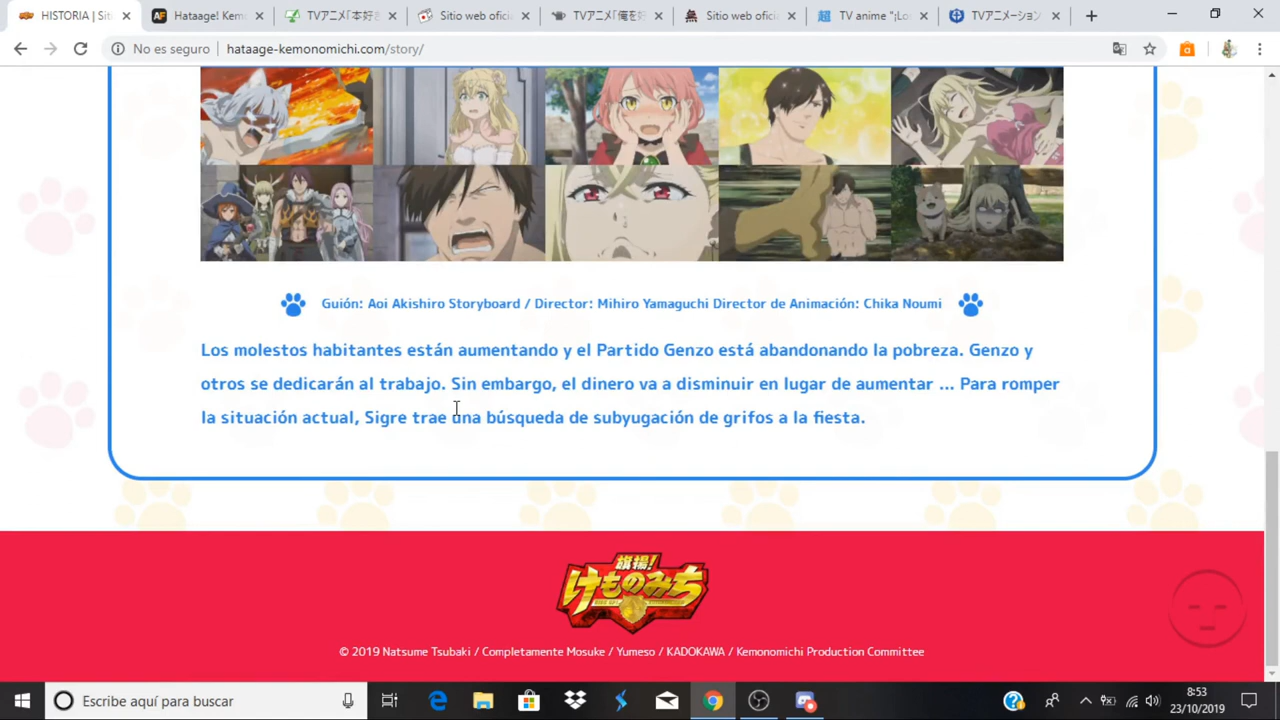 HISTORIA | Siti
Hataage! Kemo
TVアニメ「本好き
Sitio web oficia
TVアニメ「俺を好
Sitio web oficia
TV anime "¡Lo
TVアニメーション
No es seguro
hataage-kemonomichi.com/story/
Guión: Aoi Akishiro Storyboard / Director: Mihiro Yamaguchi Director de Animación: Chika Noumi
Los molestos habitantes están aumentando y el Partido Genzo está abandonando la pobreza. Genzo y
otros se dedicarán al trabajo. Sin embargo, el dinero va a disminuir en lugar de aumentar ... Para romper
la situación actual, Sigre trae una búsqueda de subyugación de grifos a la fiesta.
旗揚!
けものみち
© 2019 Natsume Tsubaki / Completamente Mosuke / Yumeso / KADOKAWA / Kemonomichi Production Committee
Escribe aquí para buscar
8:53
23/10/2019